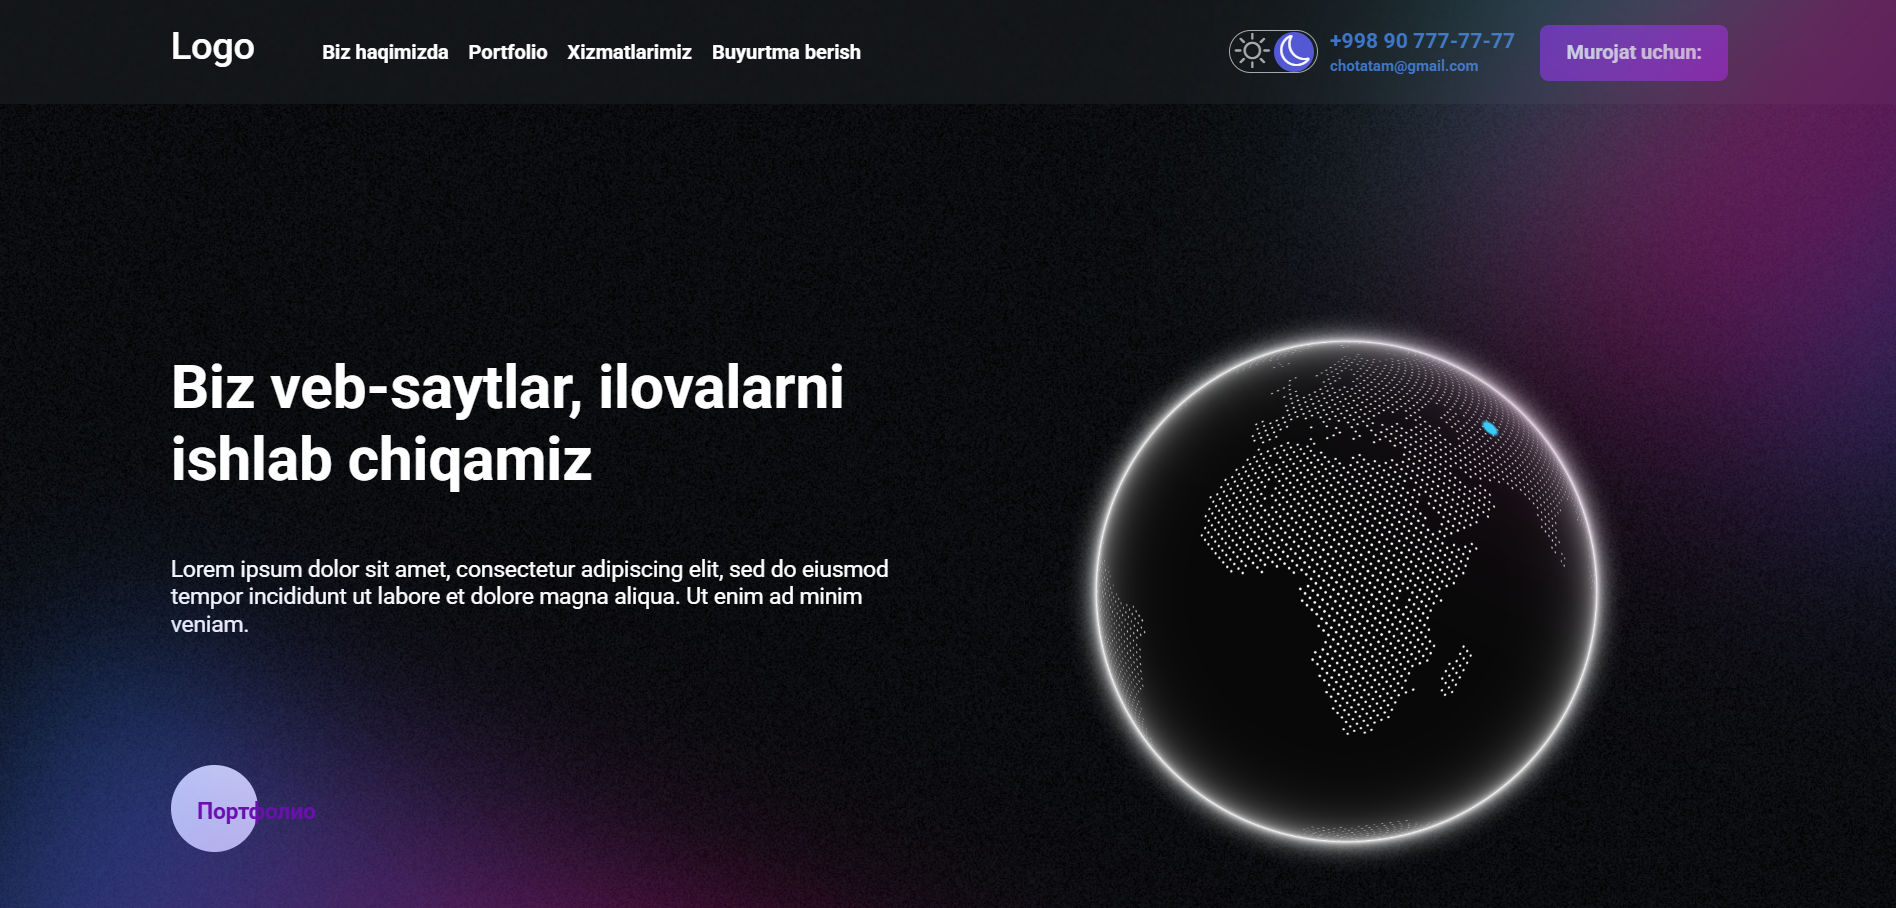 Logo
Biz haqimizda Portfolio Xizmatlarimiz Buyurtma berish
+998 90 777-77-77
chotatam@gmail.com
Murojat uchun:
Biz veb-saytlar, ilovalarni
ishlab chiqamiz
Lorem ipsum dolor sit amet, consectetur adipiscing elit, sed do eiusmod
tempor incididunt ut labore et dolore magna aliqua. Ut enim ad minim
veniam.
Портфолио